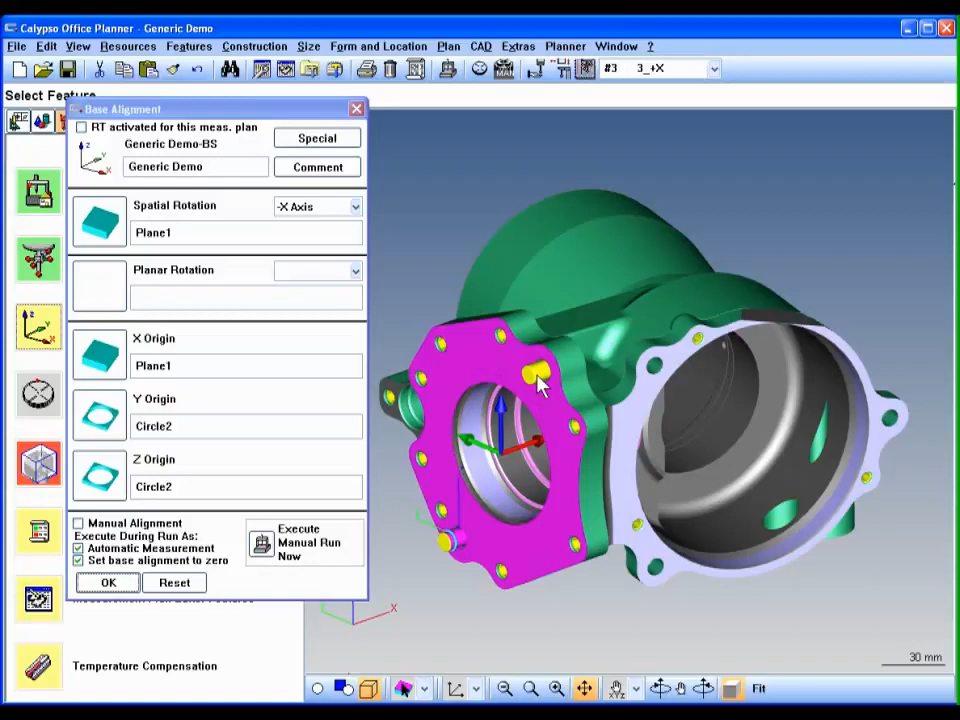 Calypso Office Planner - Generic Demo
File Edit View Resources Features Construction Size Form and Location Plan CAD Extras Planner Window ?
#3 3_+X
Select Feature
Base Alignment
RT activated for this meas. plan
Generic Demo-BS
Special
Generic Demo
Comment
Spatial Rotation
-X Axis
Plane1
Planar Rotation
X Origin
Plane1
Y Origin
Circle2
Z Origin
Circle2
Manual Alignment
Execute During Run As:
Automatic Measurement
Set base alignment to zero
Execute
Manual Run
Now
OK
Reset
Temperature Compensation
X
30 mm
Fit